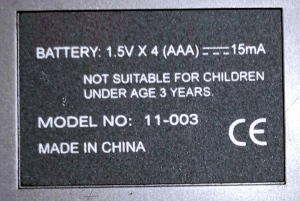 BATTERY: 1.5V X 4 (AAA) ⎓ 15mA
NOT SUITABLE FOR CHILDREN
UNDER AGE 3 YEARS.
MODEL NO: 11-003
CE
MADE IN CHINA